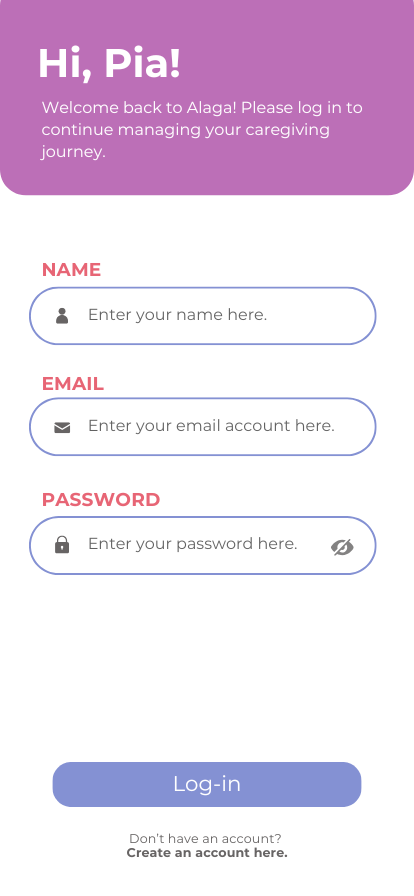 Hi, Pia!
Welcome back to Alaga! Please log in to
continue managing your caregiving
journey.
NAME
Enter your name here.
EMAIL
Enter your email account here.
PASSWORD
Enter your password here.
Log-in
Don't have an account?
Create an account here.